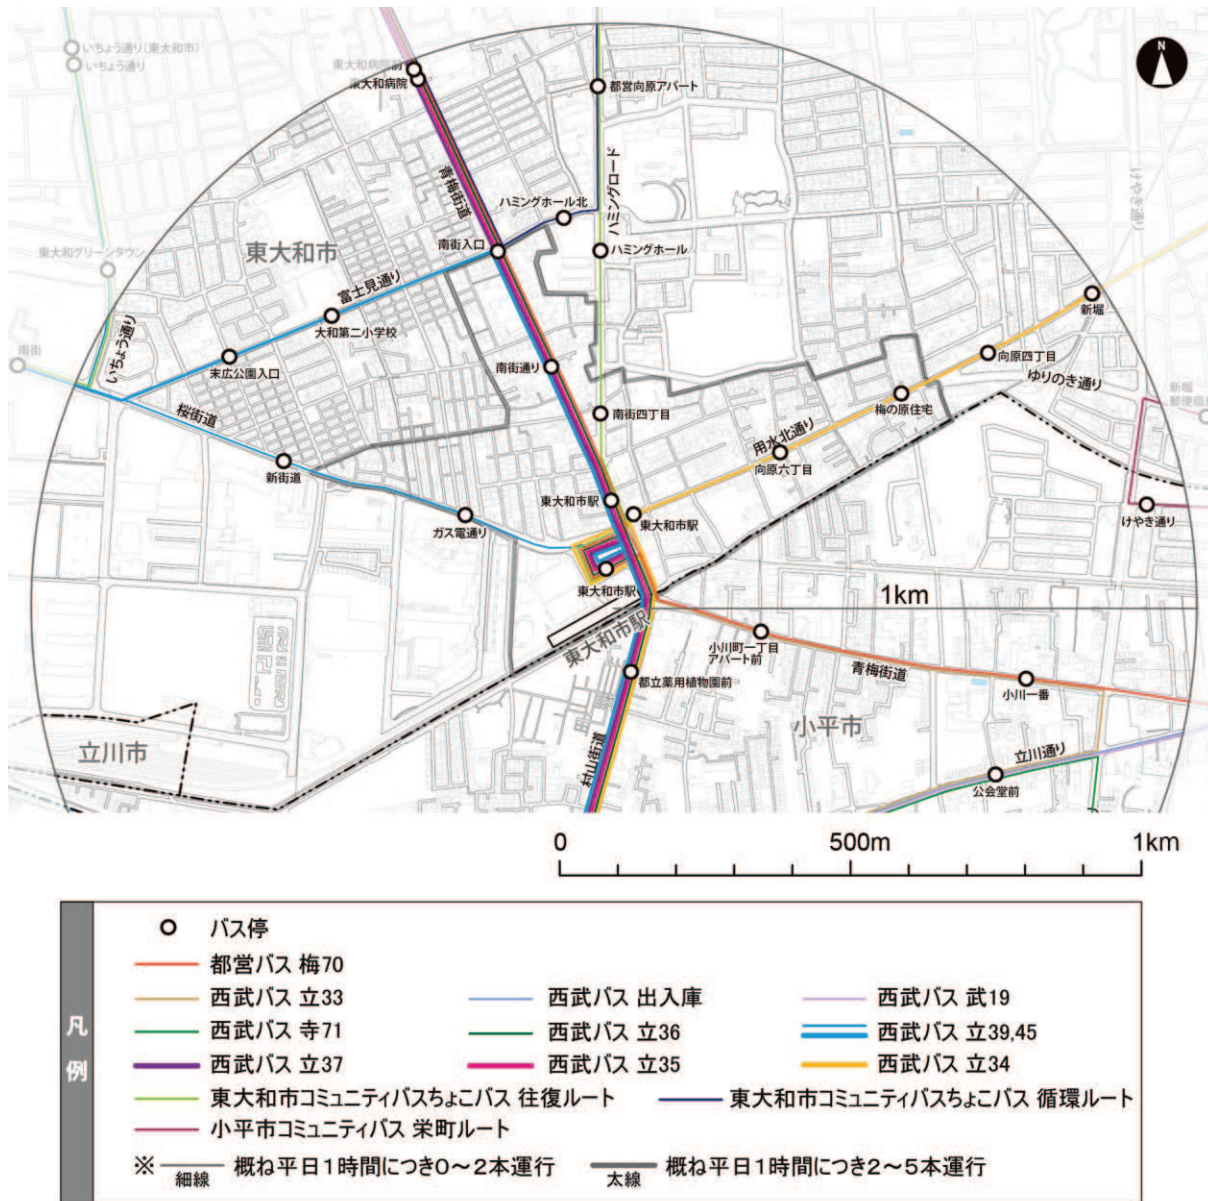 いちょう通り(東大和市)
いちょう通り
東大和病院前
東大和病院
都営向原アパート
N
青梅街道
ハミングロード
ハミングホール北
けやき通り
東大和市
東大和グリーンタウン
南街入口
ハミングホール
富士見通り
大和第二小学校
新堀
いちょう通り
南街
末広公園入口
南街通り
向原四丁目
ゆりのき通り
新堀
郵便局
桜街道
南街四丁目
梅の原住宅
用水北通り
向原六丁目
新街道
東大和市駅
東大和市駅
ガス電通り
けやき通り
東大和市駅
1km
東大和市駅
小川町一丁目
アパート前
都立薬用植物園前
青梅街道
小川一番
立川市
小平市
村山街道
立川通り
公会堂前
0 500m 1km
凡例
バス停
都営バス 梅70
西武バス 立33 西武バス 出入庫 西武バス 武19
西武バス 寺71 西武バス 立36 西武バス 立39,45
西武バス 立37 西武バス 立35 西武バス 立34
東大和市コミュニティバスちょこバス 往復ルート 東大和市コミュニティバスちょこバス 循環ルート
小平市コミュニティバス 栄町ルート
※ 細線 概ね平日1時間につき0～2本運行 太線 概ね平日1時間につき2～5本運行